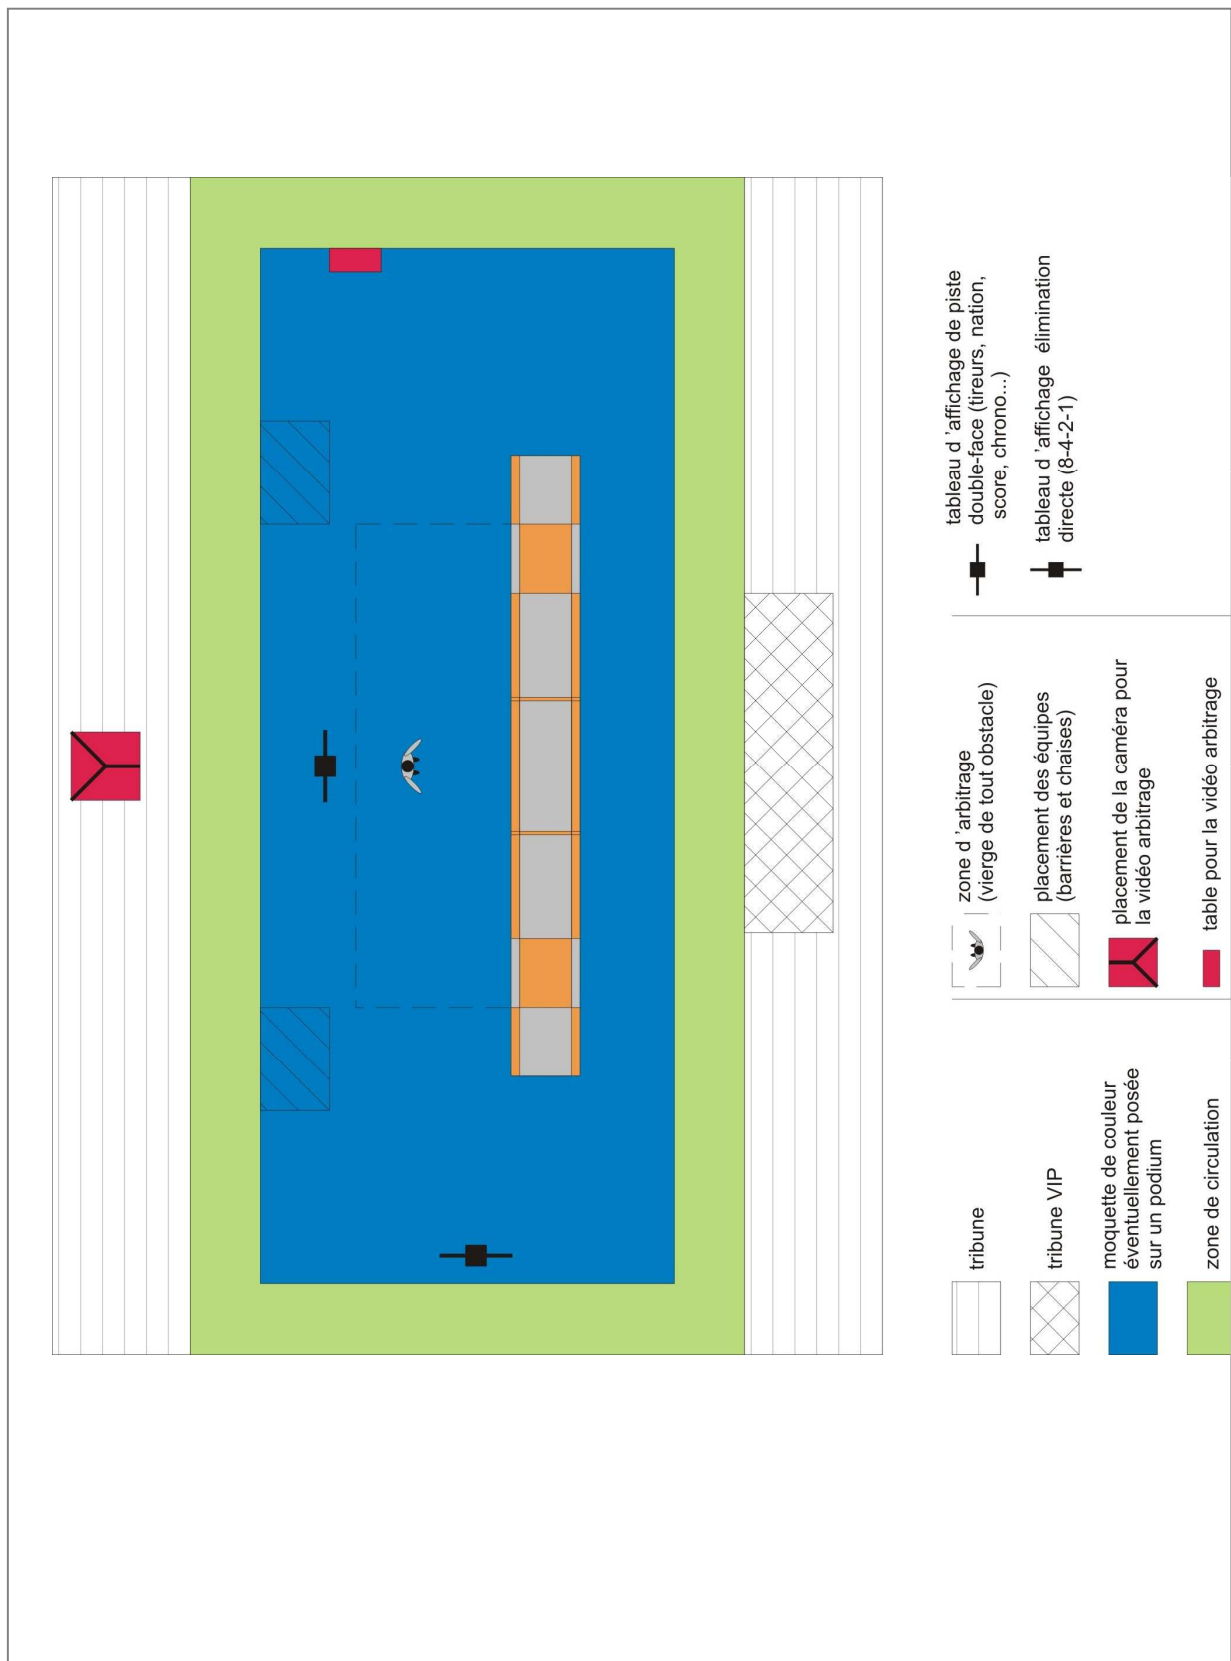 tribune
tribune VIP
moquette de couleur
éventuellement posée
sur un podium
zone de circulation
zone d 'arbitrage
(vierge de tout obstacle)
placement des équipes
(barrières et chaises)
placement de la caméra pour
la vidéo arbitrage
table pour la vidéo arbitrage
tableau d 'affichage de piste
double-face (tireurs, nation,
score, chrono...)
tableau d 'affichage élimination
directe (8-4-2-1)